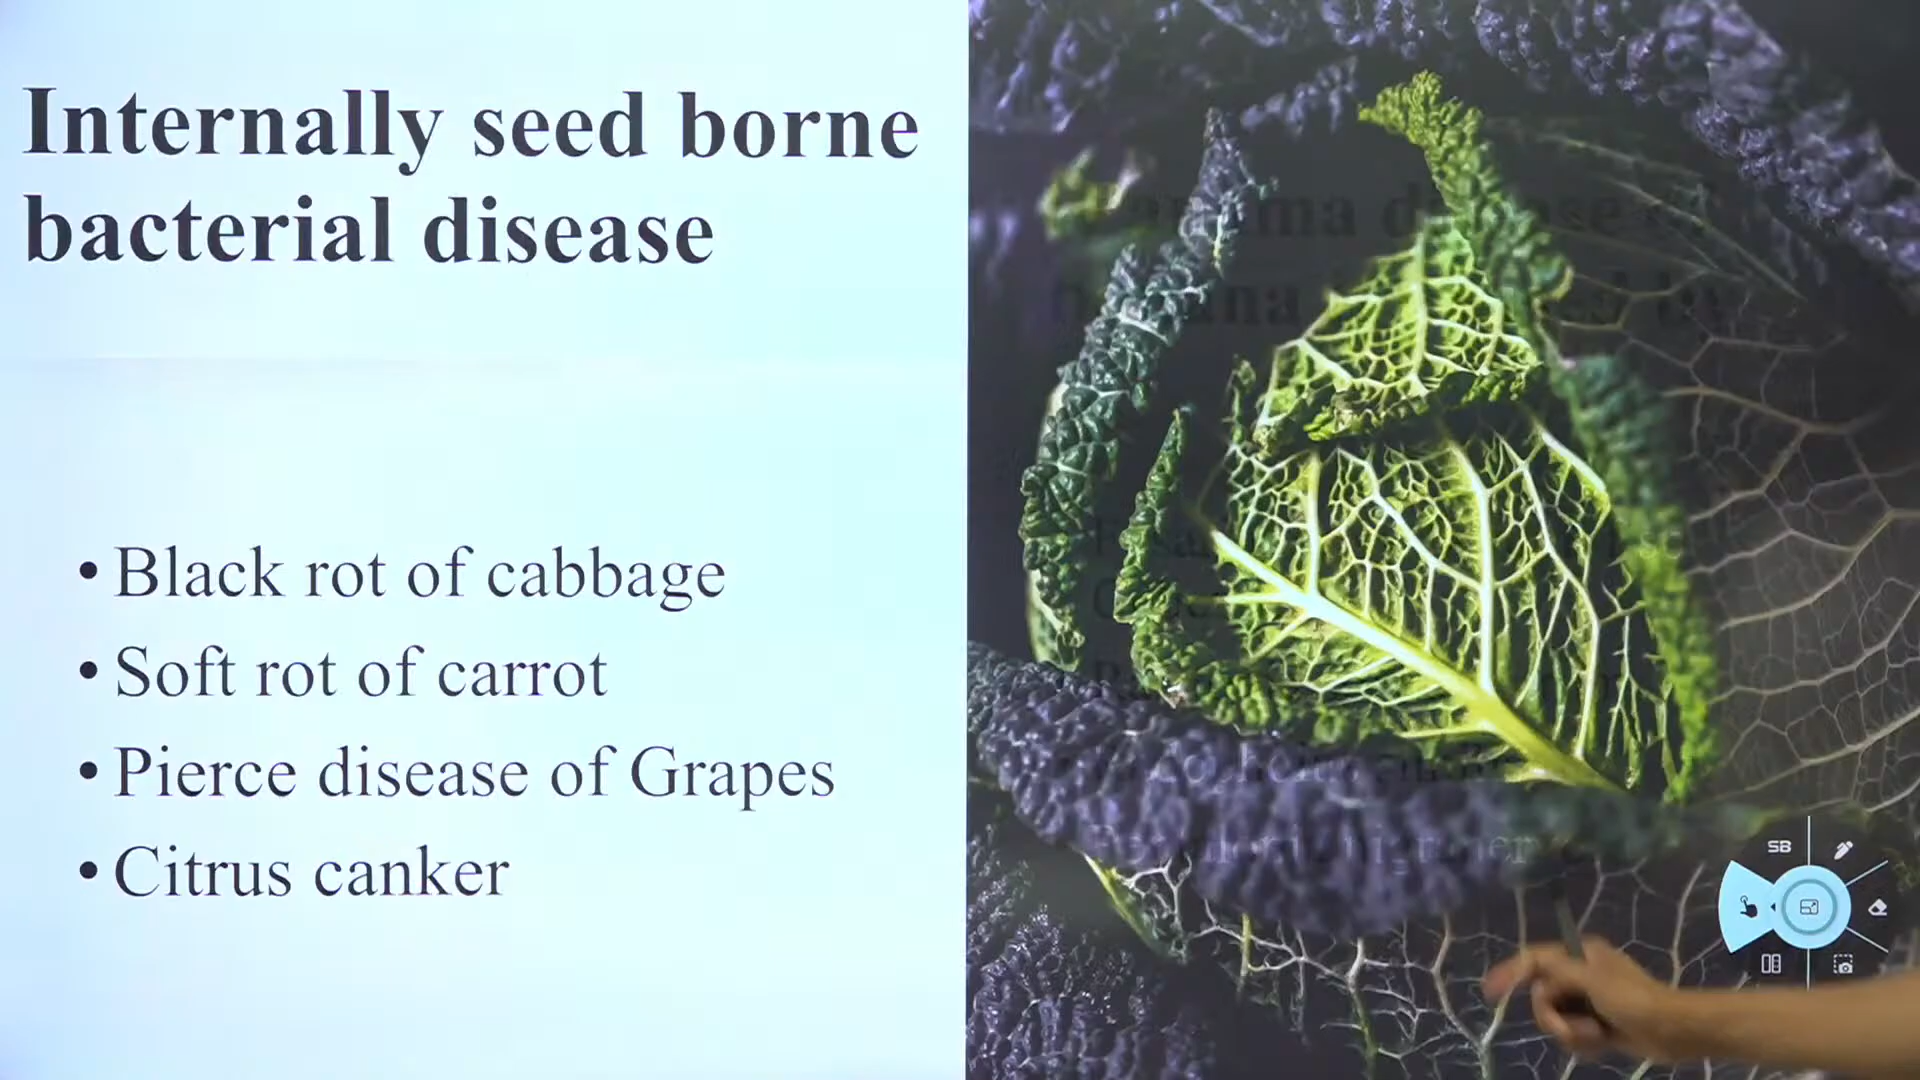 Internally seed borne
bacterial disease
• Black rot of cabbage
• Soft rot of carrot
• Pierce disease of Grapes
• Citrus canker
SB